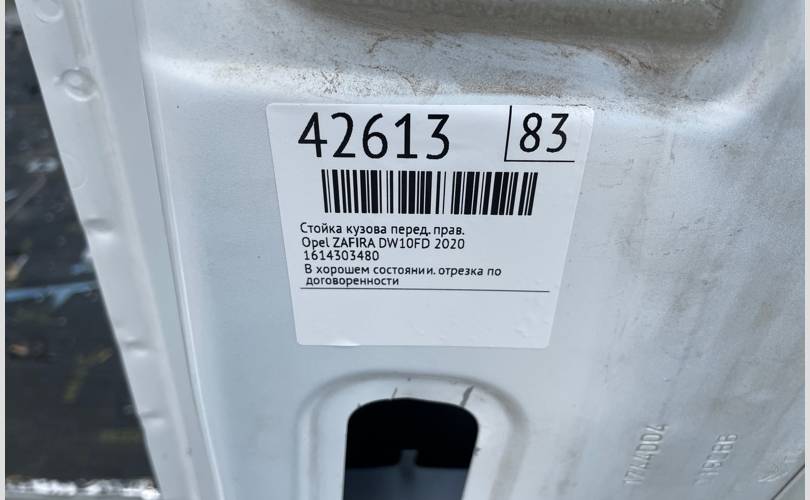 42613
83
Стойка кузова перед. прав.
Opel ZAFIRA DW10FD 2020
1614303480
В хорошем состоянии. отрезка по
договоренности